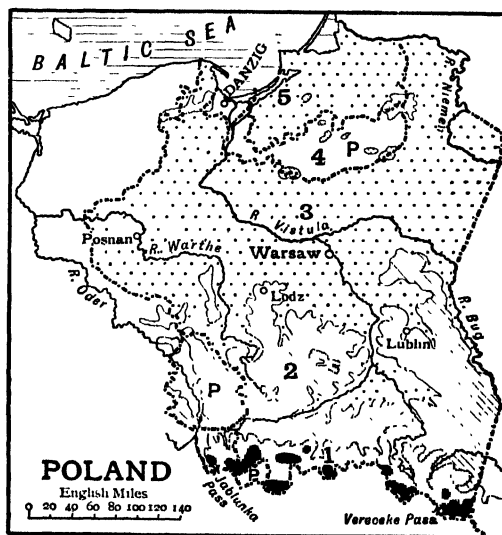 BALTIC SEA
DANZIG
R. Niemen
5
4
P
3
R. Vistula
Posnan
R. Warthe
Warsaw
R. Oder
Lodz
R. Bug
Lublin
2
P
1
P
Jablunka
Pass
Verecke Pass
POLAND
English Miles
0 20 40 60 80 100 120 140